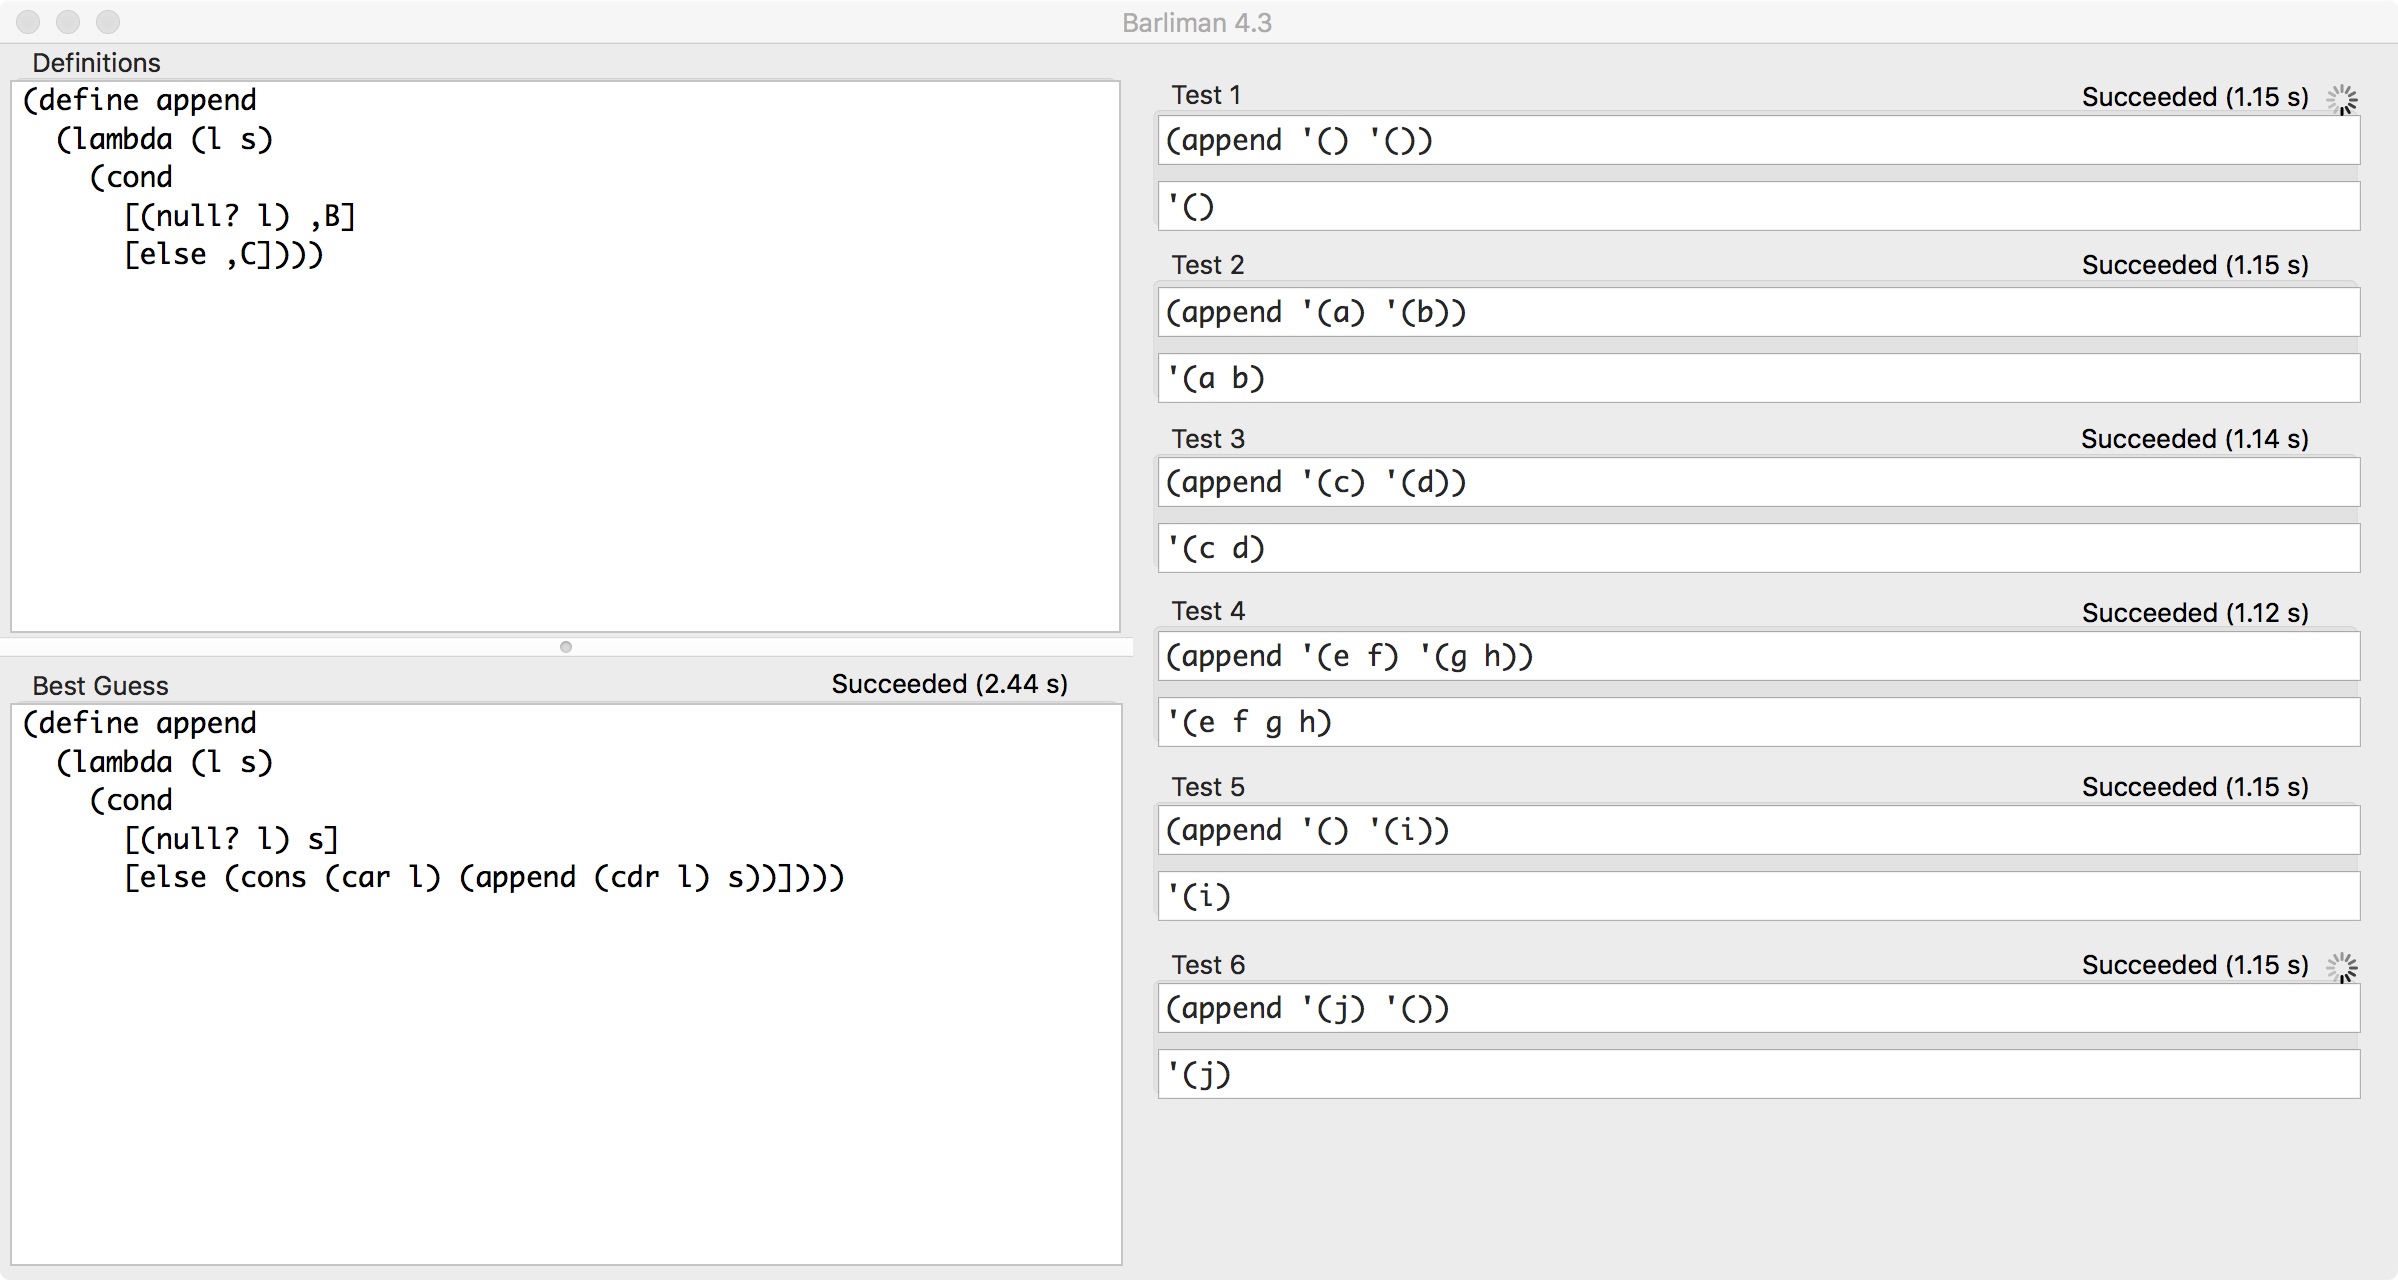 Barliman 4.3
Definitions
(define append
  (lambda (l s)
    (cond
      [(null? l) ,B]
      [else ,C])))
Best Guess Succeeded (2.44 s)
(define append
  (lambda (l s)
    (cond
      [(null? l) s]
      [else (cons (car l) (append (cdr l) s))])))
Test 1 Succeeded (1.15 s)
(append '() '())
'()
Test 2 Succeeded (1.15 s)
(append '(a) '(b))
'(a b)
Test 3 Succeeded (1.14 s)
(append '(c) '(d))
'(c d)
Test 4 Succeeded (1.12 s)
(append '(e f) '(g h))
'(e f g h)
Test 5 Succeeded (1.15 s)
(append '() '(i))
'(i)
Test 6 Succeeded (1.15 s)
(append '(j) '())
'(j)